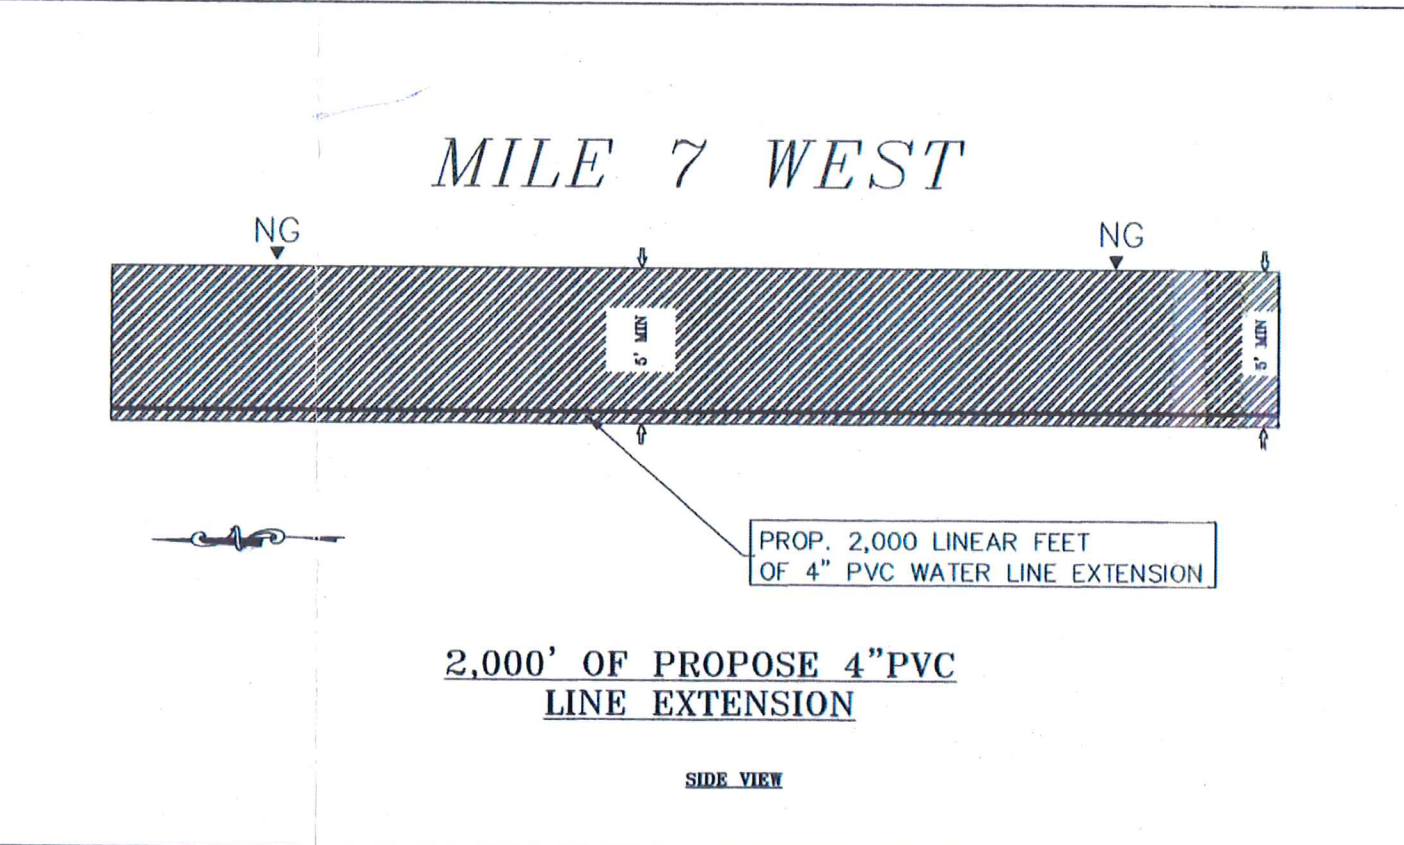 MILE 7 WEST
NG
NG
5' MIN
5' MIN
PROP. 2,000 LINEAR FEET
OF 4" PVC WATER LINE EXTENSION
2,000' OF PROPOSE 4"PVC
LINE EXTENSION
SIDE VIEW